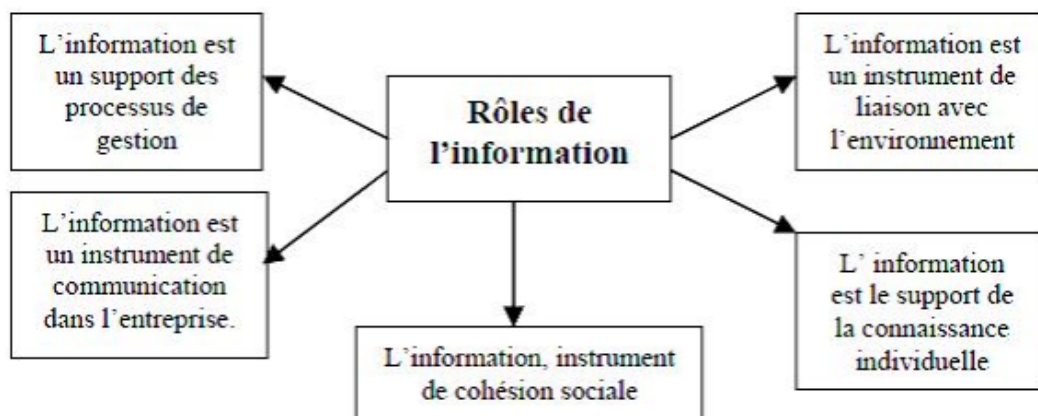 L'information est
un support des
processus de
gestion
Rôles de
l'information
L'information est
un instrument de
liaison avec
l'environnement
L'information est
un instrument de
communication
dans l'entreprise.
L' information
est le support de
la connaissance
individuelle
L'information, instrument
de cohésion sociale